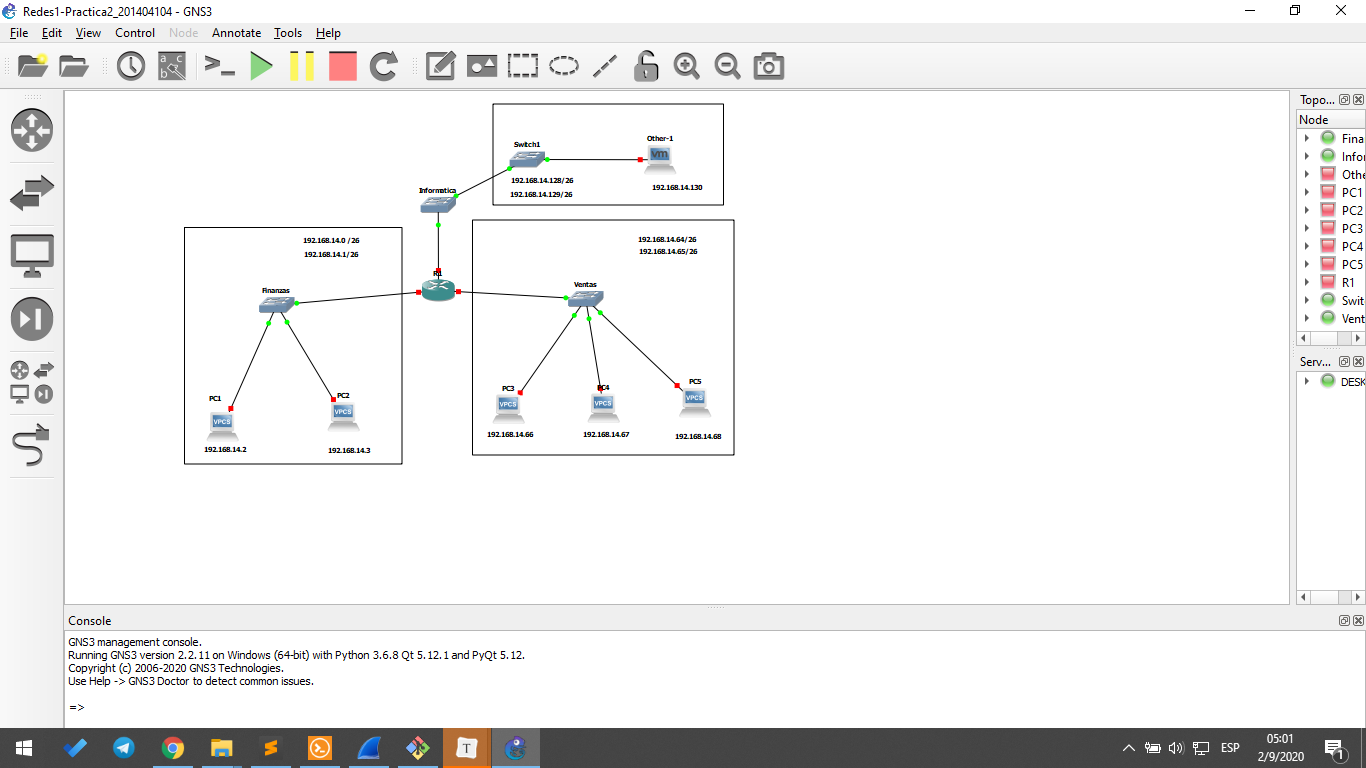 Redes1-Practica2_201404104 - GNS3
File Edit View Control Node Annotate Tools Help
Topo...
Node
Fina
Infor
Othe
PC1
PC2
PC3
PC4
PC5
R1
Swit
Vent
Serv...
DESK
Switch1
Other-1
192.168.14.128/26
192.168.14.129/26
192.168.14.130
vm
Informatica
192.168.14.0 /26
192.168.14.1/26
192.168.14.64/26
192.168.14.65/26
R1
Finanzas
Ventas
PC1
PC2
VPCS
VPCS
192.168.14.2
192.168.14.3
PC3
PC4
PC5
VPCS
VPCS
VPCS
192.168.14.66
192.168.14.67
192.168.14.68
Console
GNS3 management console.
Running GNS3 version 2.2.11 on Windows (64-bit) with Python 3.6.8 Qt 5.12.1 and PyQt 5.12.
Copyright (c) 2006-2020 GNS3 Technologies.
Use Help -> GNS3 Doctor to detect common issues.
=>
T
ESP
05:01
2/9/2020
1